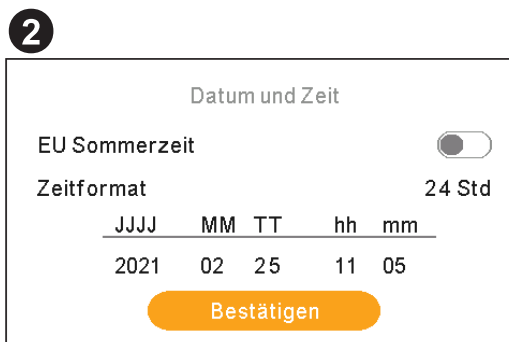 2
Datum und Zeit
EU Sommerzeit
Zeitformat 24 Std
JJJJ MM TT hh mm
2021 02 25 11 05
Bestätigen